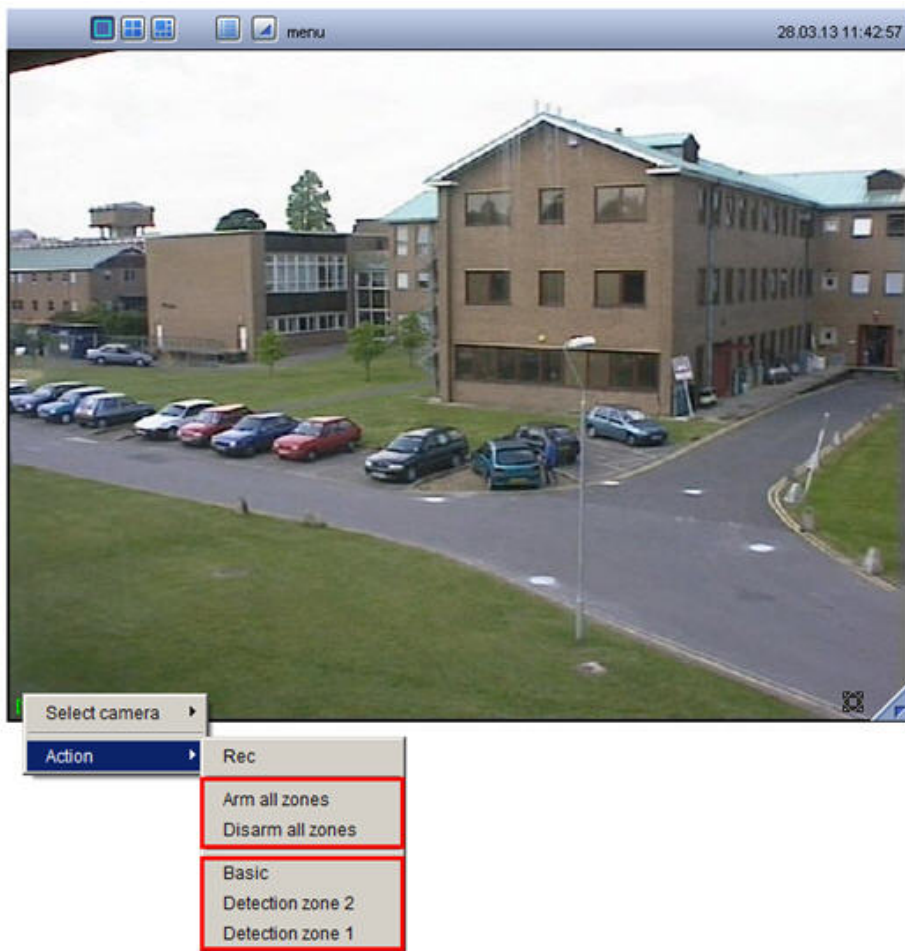 menu
28.03.13 11:42:57
Select camera
Action
Rec
Arm all zones
Disarm all zones
Basic
Detection zone 2
Detection zone 1